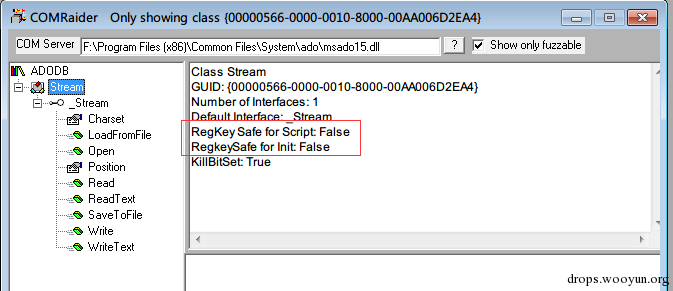 COMRaider Only showing class {00000566-0000-0010-8000-00AA006D2EA4}
COM Server F:\Program Files (x86)\Common Files\System\ado\msado15.dll ? Show only fuzzable
ADODB
Stream
_Stream
Charset
LoadFromFile
Open
Position
Read
ReadText
SaveToFile
Write
WriteText
Class Stream
GUID: {00000566-0000-0010-8000-00AA006D2EA4}
Number of Interfaces: 1
Default Interface: _Stream
RegKey Safe for Script: False
RegkeySafe for Init: False
KillBitSet: True
drops.wooyun.org